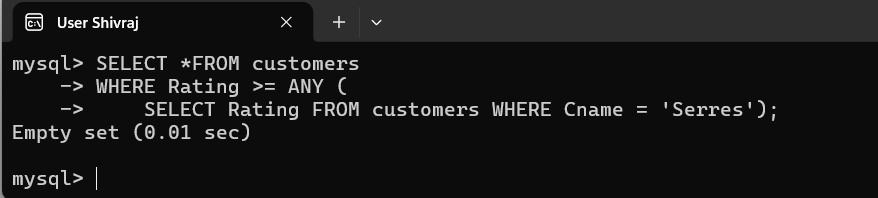 User Shivraj
mysql> SELECT *FROM customers
-> WHERE Rating >= ANY (
->     SELECT Rating FROM customers WHERE Cname = 'Serres');
Empty set (0.01 sec)
mysql>